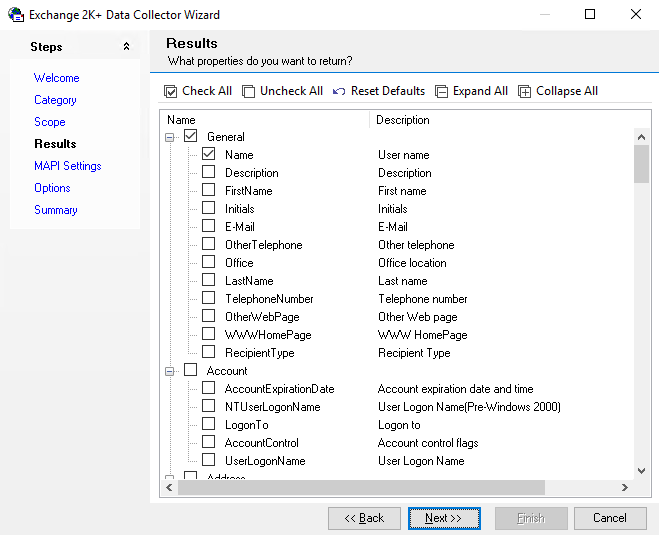 Exchange 2K+ Data Collector Wizard
Steps
Welcome
Category
Scope
Results
MAPI Settings
Options
Summary
Results
What properties do you want to return?
Check All Uncheck All Reset Defaults Expand All Collapse All
Name Description
General
Name User name
Description Description
FirstName First name
Initials Initials
E-Mail E-Mail
OtherTelephone Other telephone
Office Office location
LastName Last name
TelephoneNumber Telephone number
OtherWebPage Other Web page
WWWHomePage WWW HomePage
RecipientType Recipient Type
Account
AccountExpirationDate Account expiration date and time
NTUserLogonName User Logon Name(Pre-Windows 2000)
LogonTo Logon to
AccountControl Account control flags
UserLogonName User Logon Name
Address
<< Back Next >> Finish Cancel